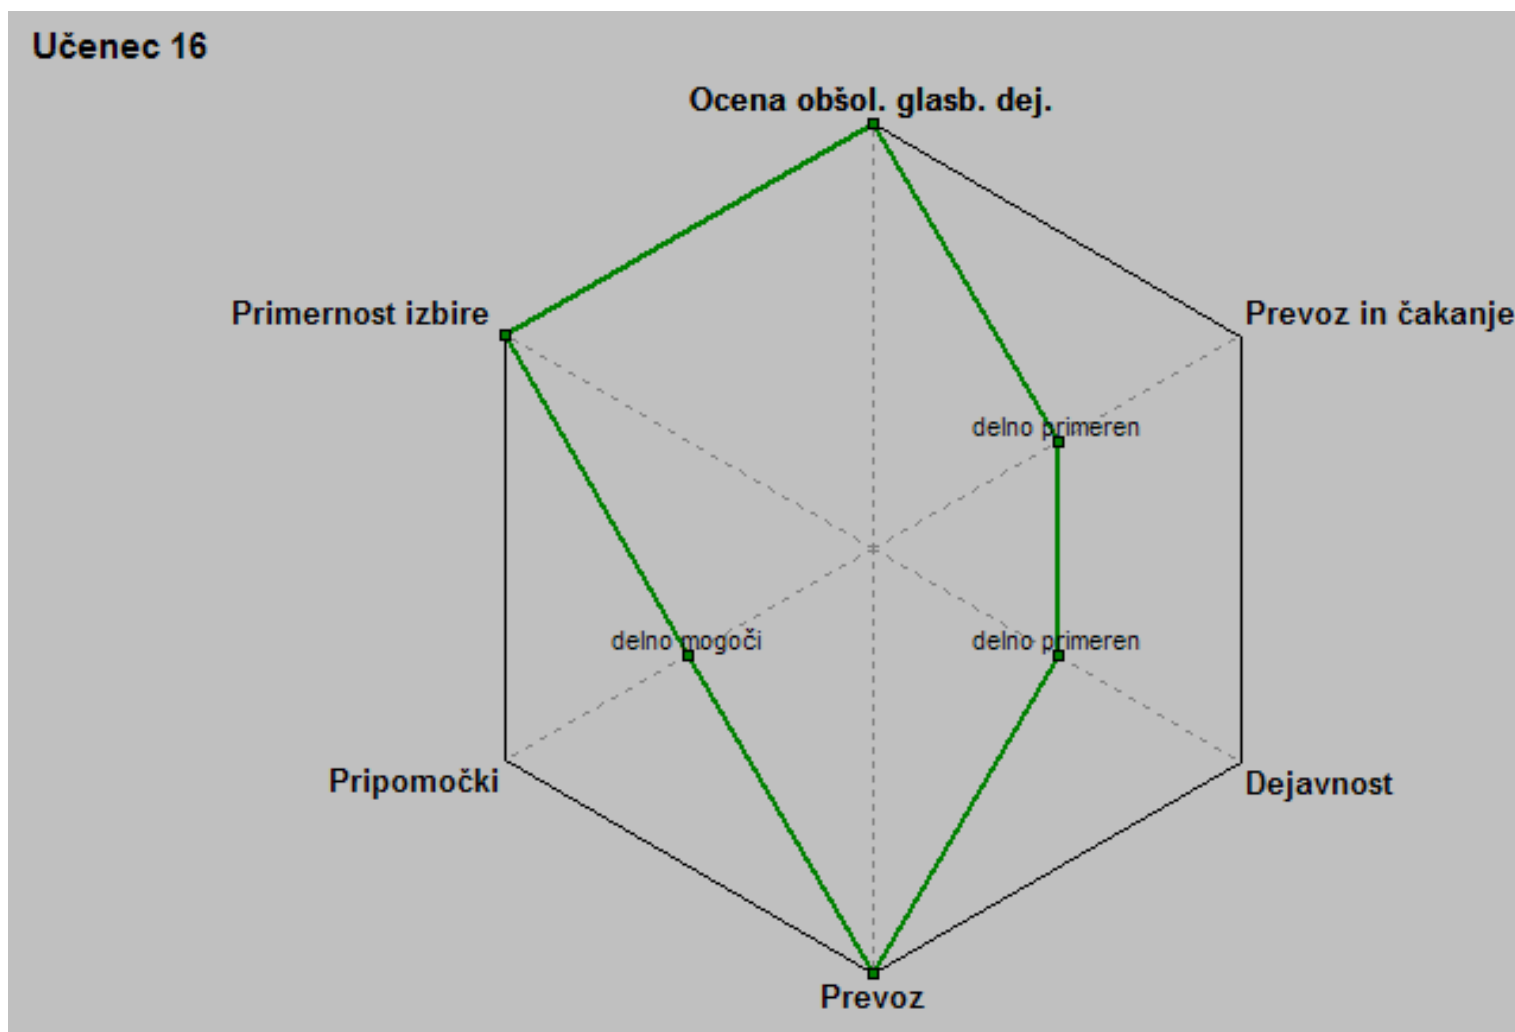 Učenec 16
Ocena obšol. glasb. dej.
Primernost izbire
Prevoz in čakanje
delno primeren
delno mogoči
delno primeren
Pripomočki
Dejavnost
Prevoz